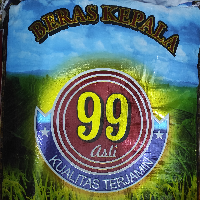 BERAS KEPALA
99
asli
KUALITAS TERJAMIN